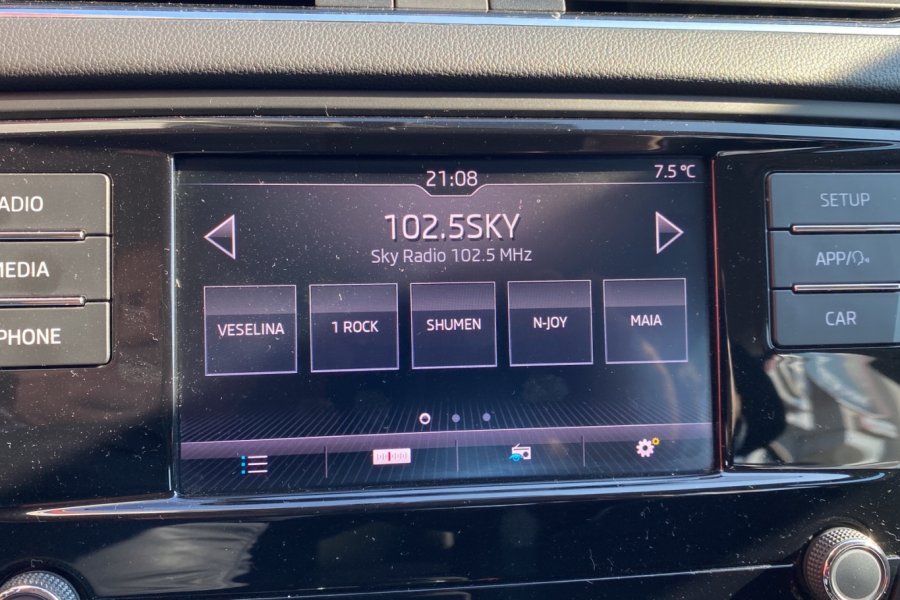 21:08
7.5°C
102.5SKY
Sky Radio 102.5 MHz
VESELINA
1 ROCK
SHUMEN
N-JOY
MAIA
ADIO
MEDIA
PHONE
SETUP
APP/
CAR